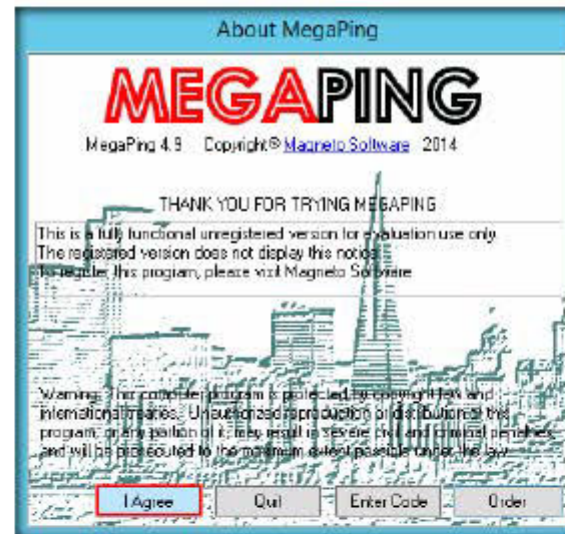 About MegaPing
MEGAPING
MegaPing 4.9 Copyright© Magneto Software 2014
THANK YOU FOR TRYING MEGAPING
This is a fully functional unregistered version for evaluation use only.
The registered version does not display this notice.
To register this program, please visit Magneto Software
Warning: This computer program is protected by copyright law and
international treaties. Unauthorized reproduction or distribution of this
program, or any portion of it, may result in severe civil and criminal penalties,
and will be prosecuted to the maximum extent possible under the law
I Agree
Quit
Enter Code
Order